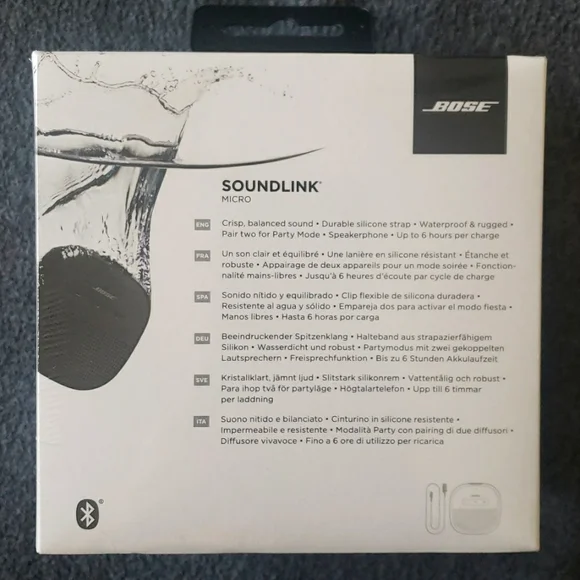 BOSE
SOUNDLINK®
MICRO
ENG
Crisp, balanced sound • Durable silicone strap • Waterproof & rugged •
Pair two for Party Mode • Speakerphone • Up to 6 hours per charge
FRA
Un son clair et équilibré • Une lanière en silicone résistant • Étanche et
robuste • Appairage de deux appareils pour un mode soirée • Fonction-
nalité mains-libres • Jusqu'à 6 heures d'écoute par cycle de charge
SPA
Sonido nítido y equilibrado • Clip flexible de silicona duradera •
Resistente al agua y sólido • Empareja dos para activar el modo fiesta •
Manos libres • Hasta 6 horas por carga
DEU
Beeindruckender Spitzenklang • Halteband aus strapazierfähigem
Silikon • Wasserdicht und robust • Partymodus mit zwei gekoppelten
Lautsprechern • Freisprechfunktion • Bis zu 6 Stunden Akkulaufzeit
SVE
Kristallklart, jämnt ljud • Slitstark silikonrem • Vattentålig och robust •
Para ihop två för partyläge • Högtalartelefon • Upp till 6 timmar
per laddning
ITA
Suono nitido e bilanciato • Cinturino in silicone resistente •
Impermeabile e resistente • Modalità Party con pairing di due diffusori •
Diffusore vivavoce • Fino a 6 ore di utilizzo per ricarica
BOSE
®